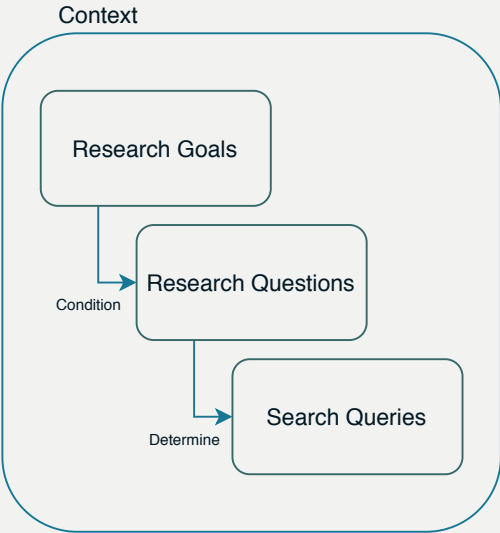 Context
Research Goals
Condition
Research Questions
Determine
Search Queries